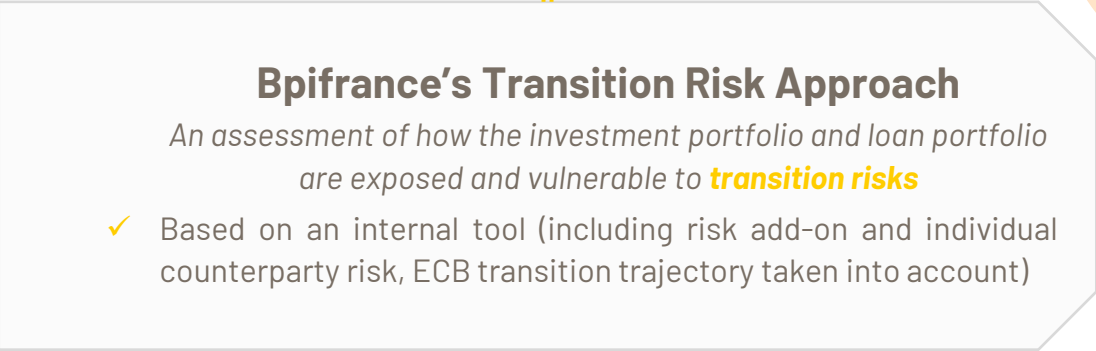 Bpifrance’s Transition Risk Approach
An assessment of how the investment portfolio and loan portfolio
are exposed and vulnerable to transition risks
✓ Based on an internal tool (including risk add-on and individual
counterparty risk, ECB transition trajectory taken into account)